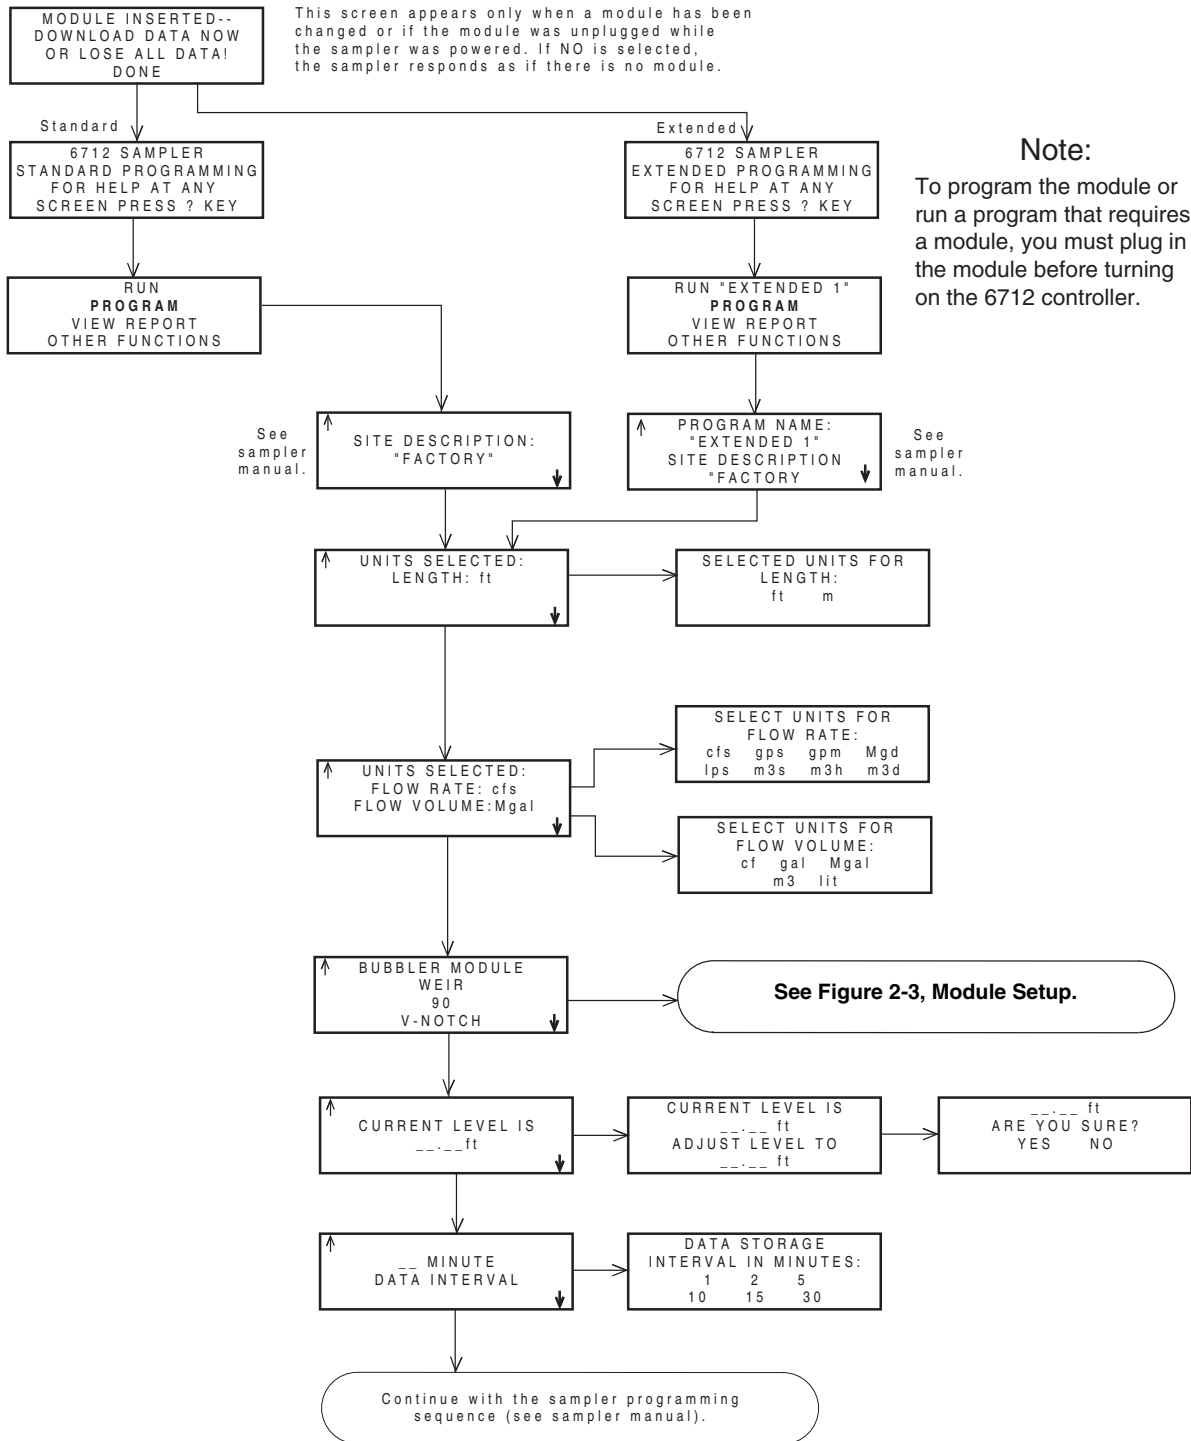 MODULE INSERTED--
DOWNLOAD DATA NOW
OR LOSE ALL DATA!
DONE
This screen appears only when a module has been
changed or if the module was unplugged while
the sampler was powered. If NO is selected,
the sampler responds as if there is no module.
Standard
Extended
6712 SAMPLER
STANDARD PROGRAMMING
FOR HELP AT ANY
SCREEN PRESS ? KEY
6712 SAMPLER
EXTENDED PROGRAMMING
FOR HELP AT ANY
SCREEN PRESS ? KEY
Note:
To program the module or
run a program that requires
a module, you must plug in
the module before turning
on the 6712 controller.
RUN
PROGRAM
VIEW REPORT
OTHER FUNCTIONS
RUN "EXTENDED 1"
PROGRAM
VIEW REPORT
OTHER FUNCTIONS
See
sampler
manual.
SITE DESCRIPTION:
"FACTORY"
PROGRAM NAME:
"EXTENDED 1"
SITE DESCRIPTION
"FACTORY
See
sampler
manual.
UNITS SELECTED:
LENGTH: ft
SELECTED UNITS FOR
LENGTH:
ft m
UNITS SELECTED:
FLOW RATE: cfs
FLOW VOLUME:Mgal
SELECT UNITS FOR
FLOW RATE:
cfs gps gpm Mgd
lps m3s m3h m3d
SELECT UNITS FOR
FLOW VOLUME:
cf gal Mgal
m3 lit
BUBBLER MODULE
WEIR
90
V-NOTCH
See Figure 2-3, Module Setup.
CURRENT LEVEL IS
__.__ft
CURRENT LEVEL IS
__.__ ft
ADJUST LEVEL TO
__.__ ft
__.__ ft
ARE YOU SURE?
YES NO
__ MINUTE
DATA INTERVAL
DATA STORAGE
INTERVAL IN MINUTES:
1 2 5
10 15 30
Continue with the sampler programming
sequence (see sampler manual).